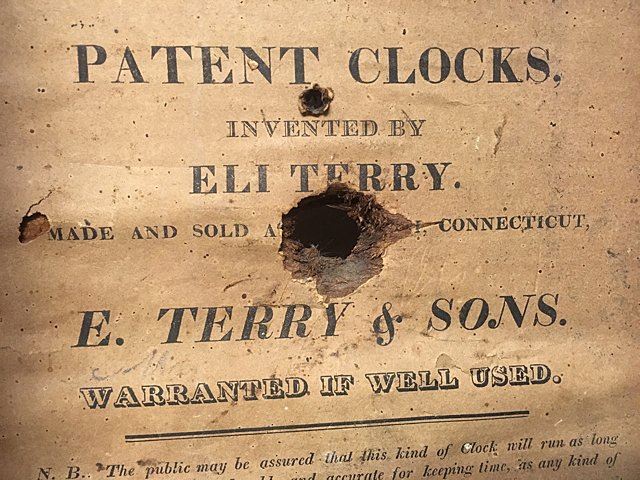 PATENT CLOCKS,
INVENTED BY
ELI TERRY.
MADE AND SOLD CONNECTICUT,
E. TERRY & SONS.
WARRANTED IF WELL USED.
N. B.. The public may be assured that this kind of Clock will run as long
and accurate for keeping time, as any kind of